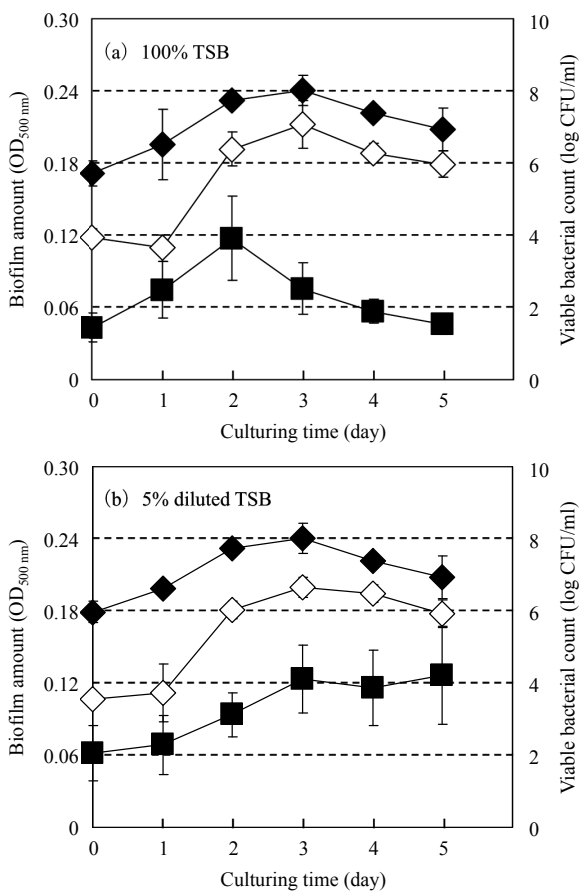 (a) 100% TSB
Biofilm amount (OD500 nm)
0.30
0.24
0.18
0.12
0.06
0
10
8
6
4
2
0
Viable bacterial count (log CFU/ml)
0 1 2 3 4 5
Culturing time (day)
(b) 5% diluted TSB
Biofilm amount (OD500 nm)
0.30
0.24
0.18
0.12
0.06
0
10
8
6
4
2
0
Viable bacterial count (log CFU/ml)
0 1 2 3 4 5
Culturing time (day)